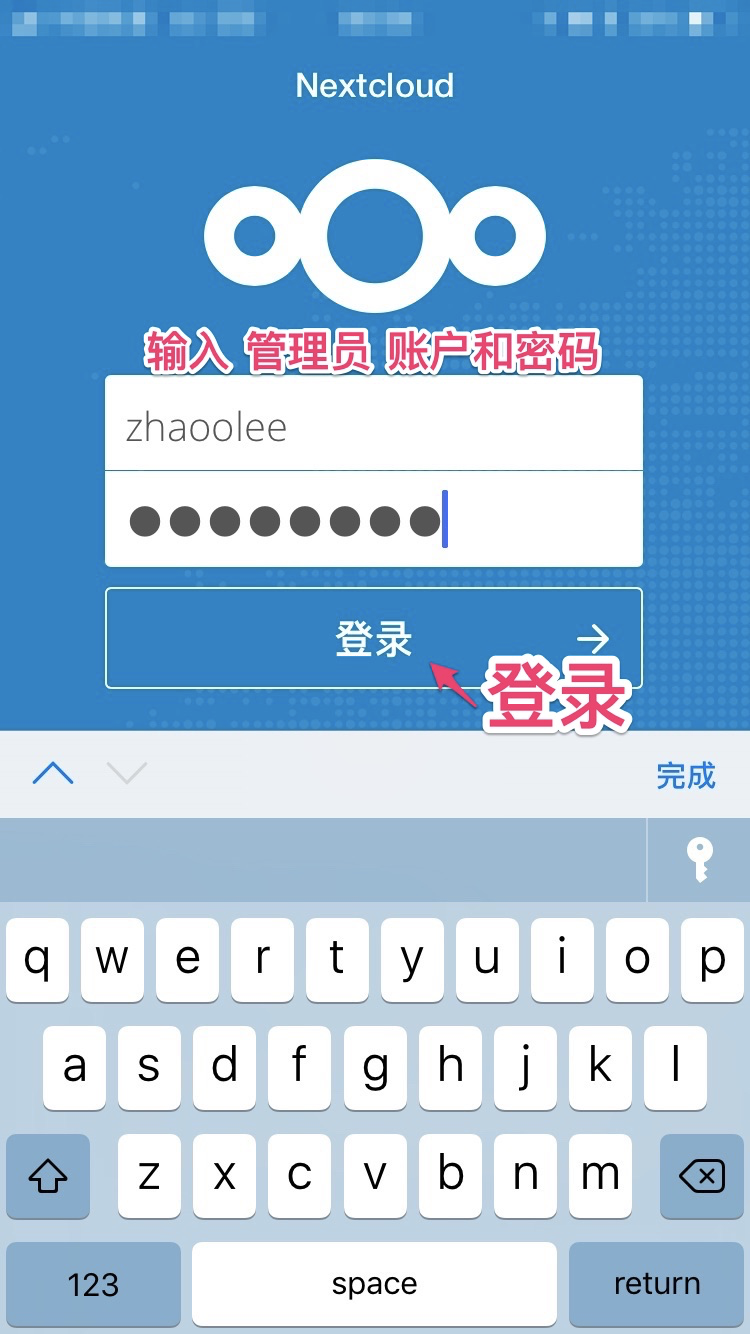 Nextcloud
输入 管理员 账户和密码
zhaoolee
●●●●●●●●
登录 →
登录
完成
q w e r t y u i o p
a s d f g h j k l
z x c v b n m
123 space return